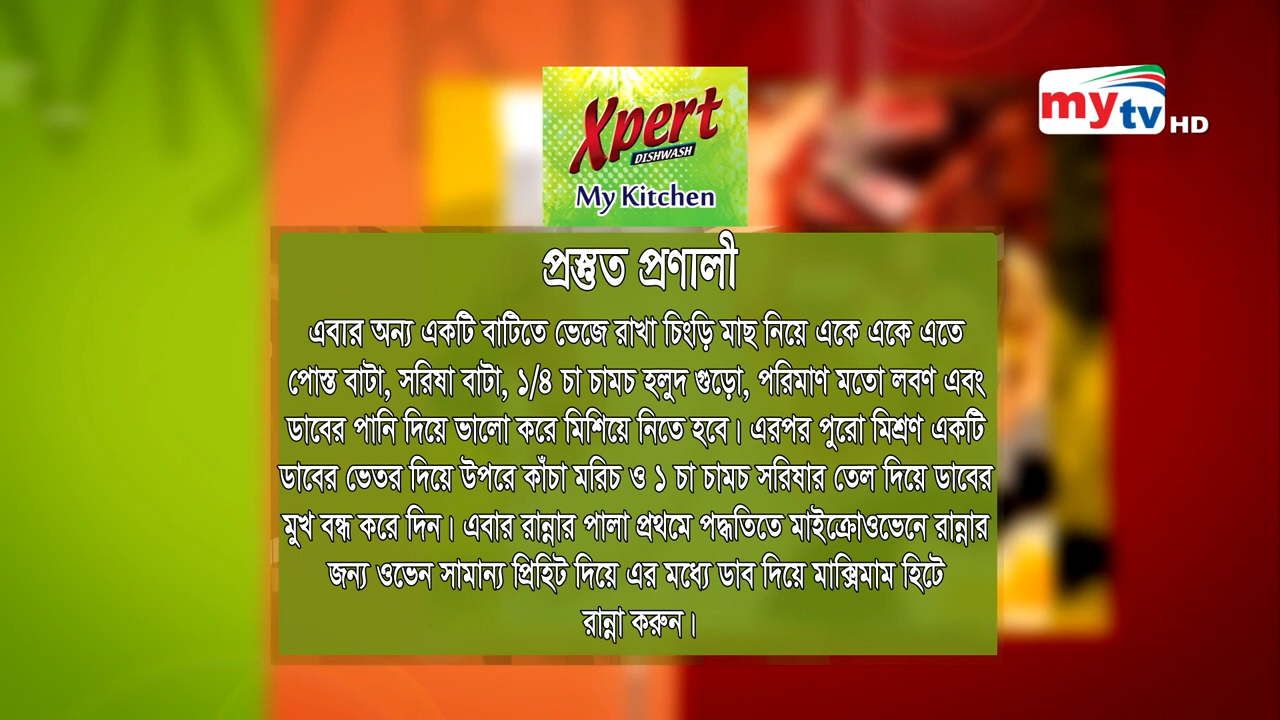 Xpert
DISHWASH
My Kitchen
mytv HD
প্রস্তুত প্রণালী
এবার অন্য একটি বাটিতে ভেজে রাখা চিংড়ি মাছ নিয়ে একে একে এতে
পোস্ত বাটা, সরিষা বাটা, ১/৪ চা চামচ হলুদ গুড়ো, পরিমাণ মতো লবণ এবং
ডাবের পানি দিয়ে ভালো করে মিশিয়ে নিতে হবে। এরপর পুরো মিশ্রণ একটি
ডাবের ভেতর দিয়ে উপরে কাঁচা মরিচ ও ১ চা চামচ সরিষার তেল দিয়ে ডাবের
মুখ বন্ধ করে দিন। এবার রান্নার পালা প্রথমে পদ্ধতিতে মাইক্রোওভেনে রান্নার
জন্য ওভেন সামান্য প্রিহিট দিয়ে এর মধ্যে ডাব দিয়ে মাক্সিমাম হিটে
রান্না করুন।